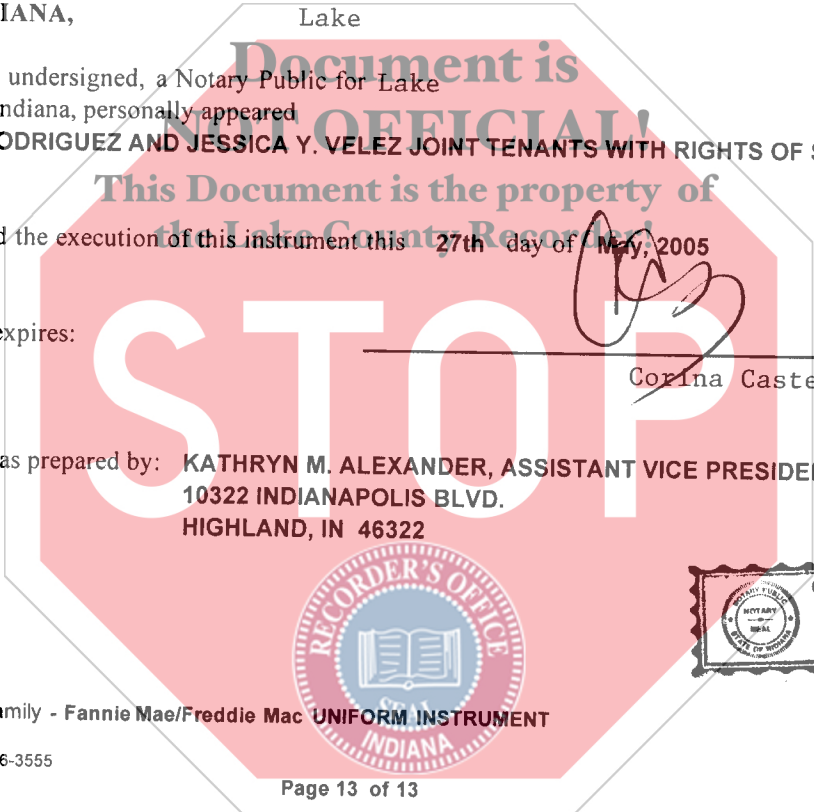 IANA, Lake
Document is
undersigned, a Notary Public for Lake
ndiana, personally appeared
NOT OFFICIAL!
ODRIGUEZ AND JESSICA Y. VELEZ JOINT TENANTS WITH RIGHTS OF S
This Document is the property of
the Lake County Recorder!
d the execution of this instrument this 27th day of May, 2005
STOP
expires:
Corina Caste
as prepared by: KATHRYN M. ALEXANDER, ASSISTANT VICE PRESIDE
10322 INDIANAPOLIS BLVD.
HIGHLAND, IN 46322
RECORDER'S OFFICE
SEAL
INDIANA
NOTARY PUBLIC
NOTARY
SEAL
STATE OF INDIANA
amily - Fannie Mae/Freddie Mac UNIFORM INSTRUMENT
6-3555
Page 13 of 13